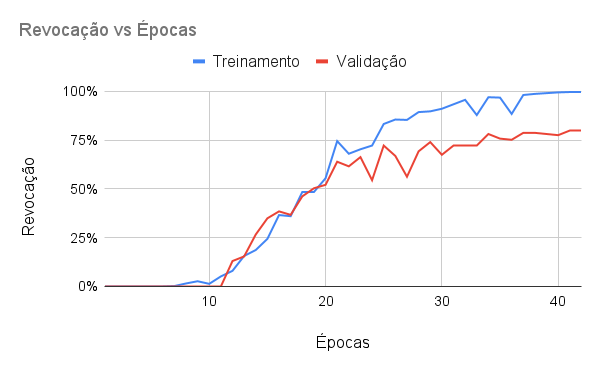 Revocação vs Épocas
Treinamento Validação
100%
75%
50%
25%
0%
10 20 30 40
Revocação
Épocas